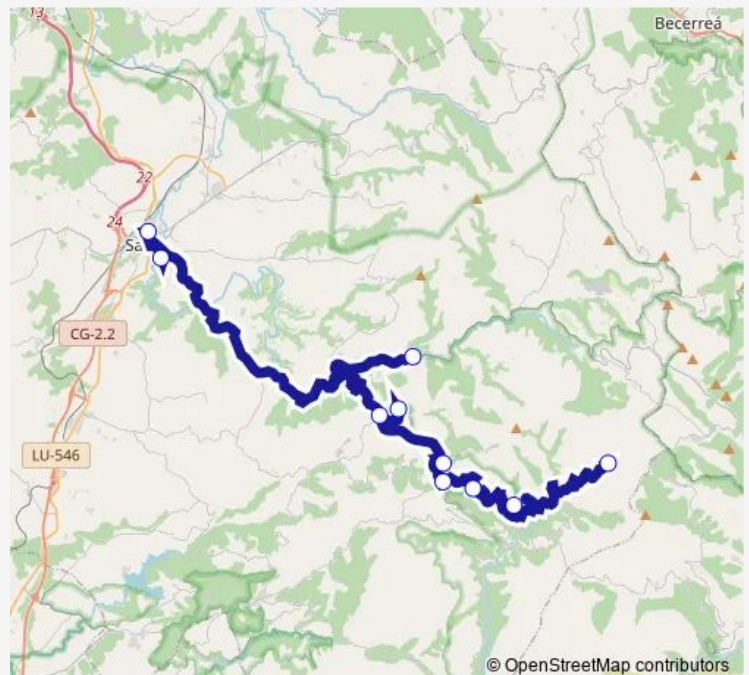 13
Becerreá
22
24
Sa
CG-2.2
LU-546
© OpenStreetMap contributors